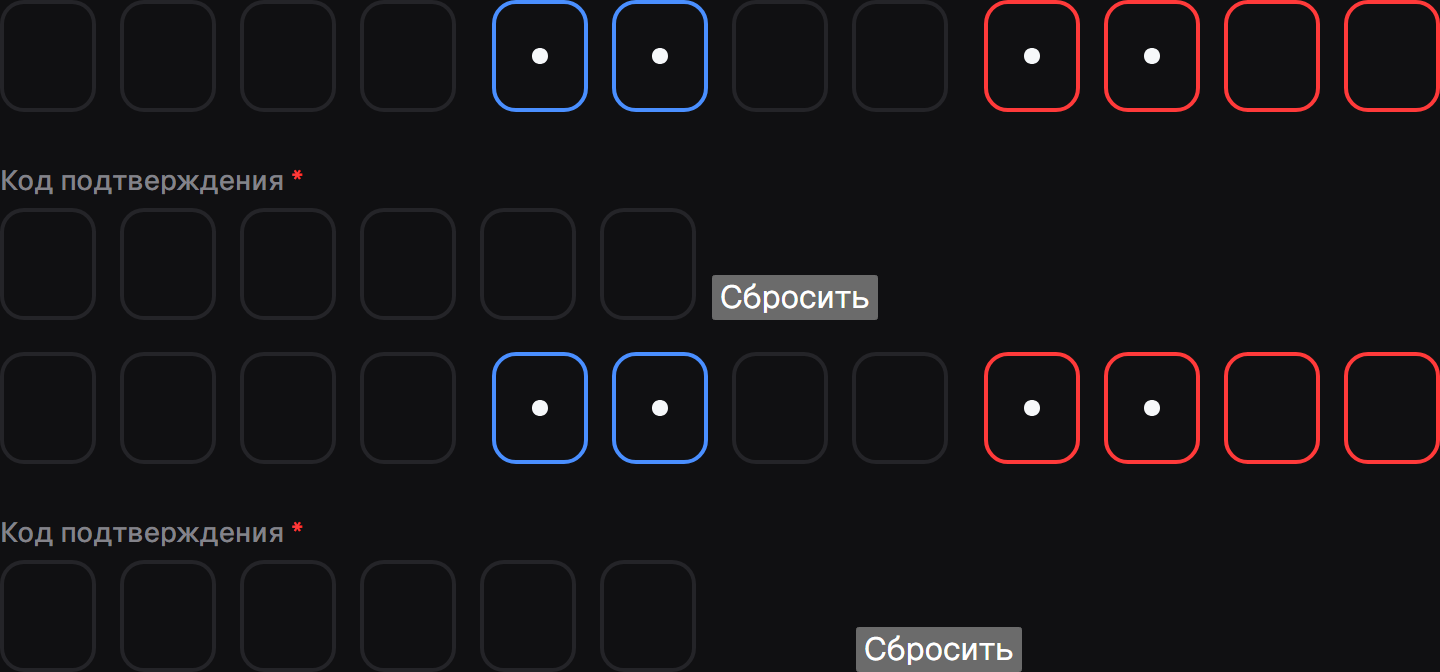 Код подтверждения *
Сбросить
Код подтверждения *
Сбросить